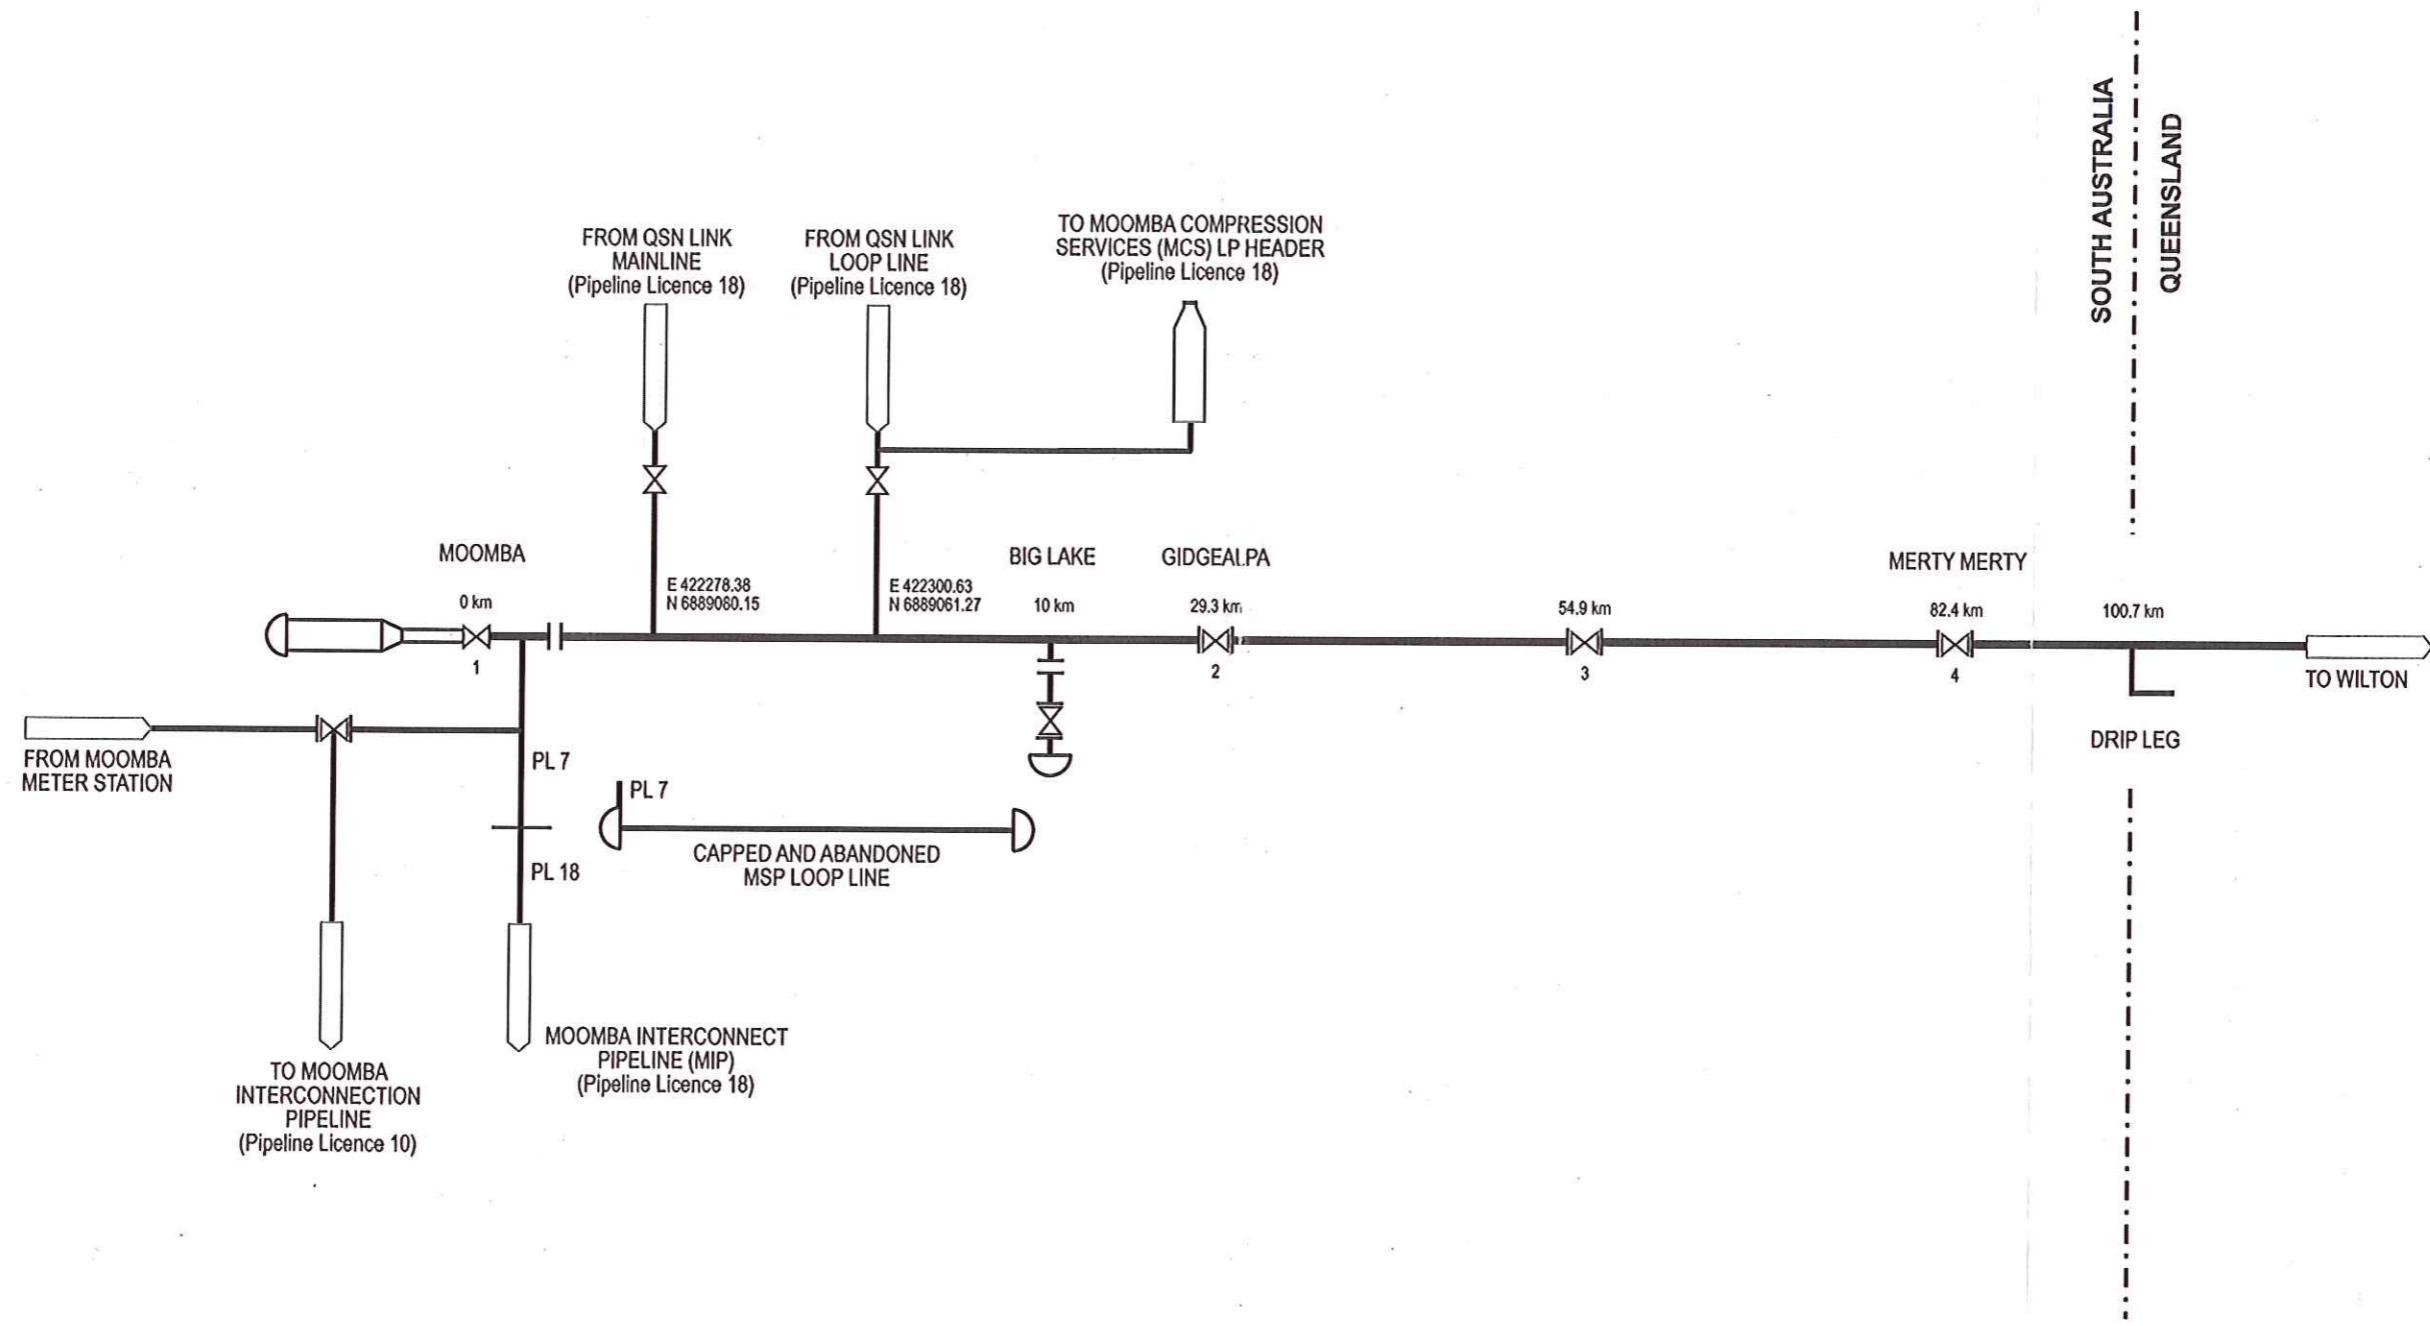 SOUTH AUSTRALIA
QUEENSLAND
FROM QSN LINK
MAINLINE
(Pipeline Licence 18)
FROM QSN LINK
LOOP LINE
(Pipeline Licence 18)
TO MOOMBA COMPRESSION
SERVICES (MCS) LP HEADER
(Pipeline Licence 18)
MOOMBA
0 km
1
E 422278.38
N 6889080.15
E 422300.63
N 6889061.27
BIG LAKE
10 km
GIDGEALPA
29.3 km
2
54.9 km
3
MERTY MERTY
82.4 km
4
100.7 km
TO WILTON
DRIP LEG
FROM MOOMBA
METER STATION
PL 7
PL 18
PL 7
CAPPED AND ABANDONED
MSP LOOP LINE
TO MOOMBA
INTERCONNECTION
PIPELINE
(Pipeline Licence 10)
MOOMBA INTERCONNECT
PIPELINE (MIP)
(Pipeline Licence 18)